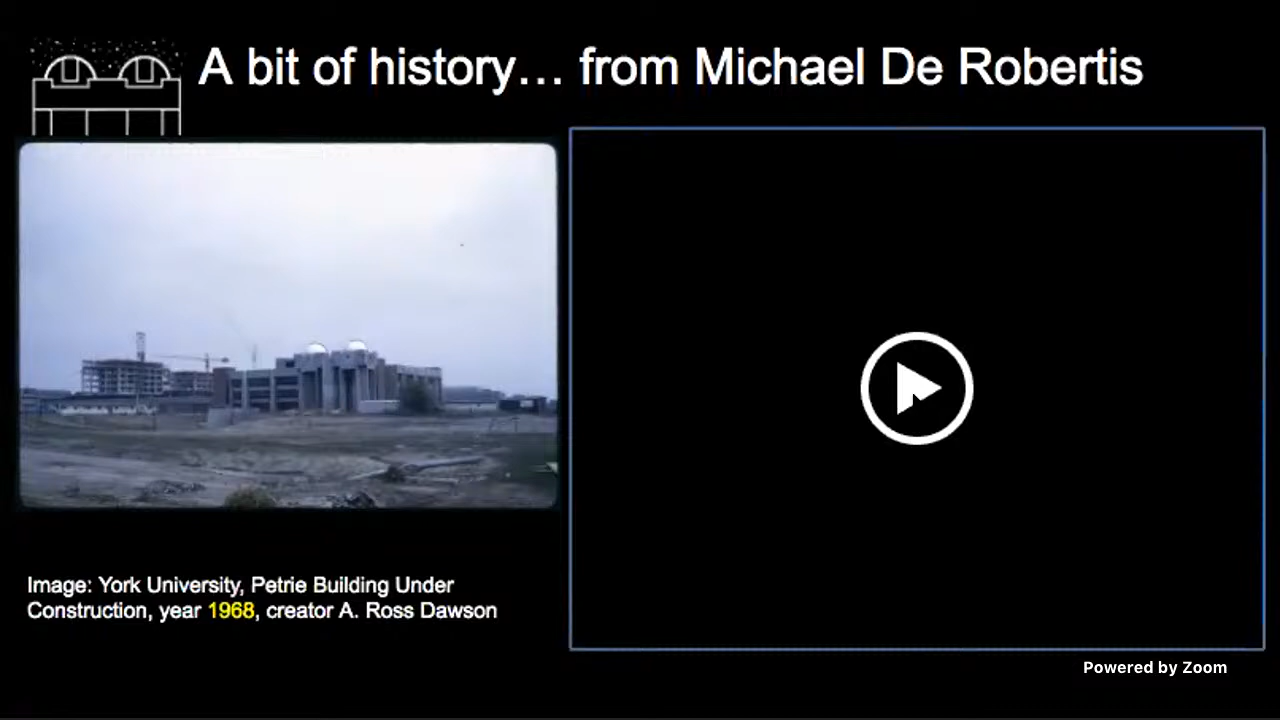 A bit of history… from Michael De Robertis
Image: York University, Petrie Building Under
Construction, year 1968, creator A. Ross Dawson
Powered by Zoom